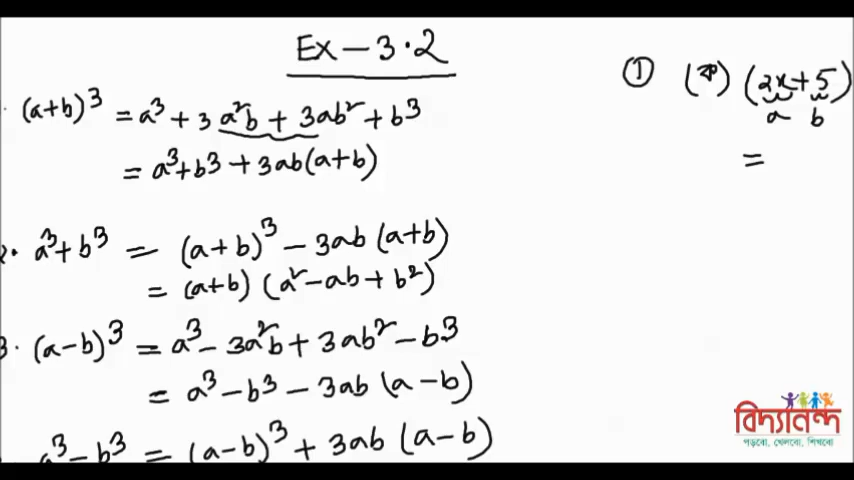 Ex - 3.2
(a+b)³ = a³ + 3a²b + 3ab² + b³
= a³+b³ + 3ab(a+b)
2. a³+b³ = (a+b)³ - 3ab (a+b)
= (a+b) (a² - ab + b²)
3. (a-b)³ = a³ - 3a²b + 3ab² - b³
= a³ - b³ - 3ab (a-b)
a³ - b³ = (a-b)³ + 3ab (a-b)
① (ক) (2x+5)
a b
=
বিদ্যানন্দ
পড়বো, খেলবো, শিখবো